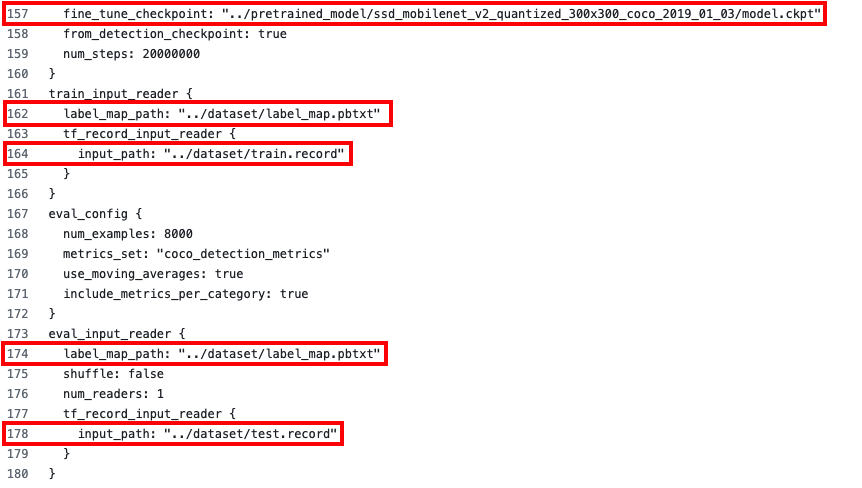 157 fine_tune_checkpoint: "../pretrained_model/ssd_mobilenet_v2_quantized_300x300_coco_2019_01_03/model.ckpt"
158 from_detection_checkpoint: true
159 num_steps: 20000000
160 }
161 train_input_reader {
162 label_map_path: "../dataset/label_map.pbtxt"
163 tf_record_input_reader {
164 input_path: "../dataset/train.record"
165 }
166 }
167 eval_config {
168 num_examples: 8000
169 metrics_set: "coco_detection_metrics"
170 use_moving_averages: true
171 include_metrics_per_category: true
172 }
173 eval_input_reader {
174 label_map_path: "../dataset/label_map.pbtxt"
175 shuffle: false
176 num_readers: 1
177 tf_record_input_reader {
178 input_path: "../dataset/test.record"
179 }
180 }